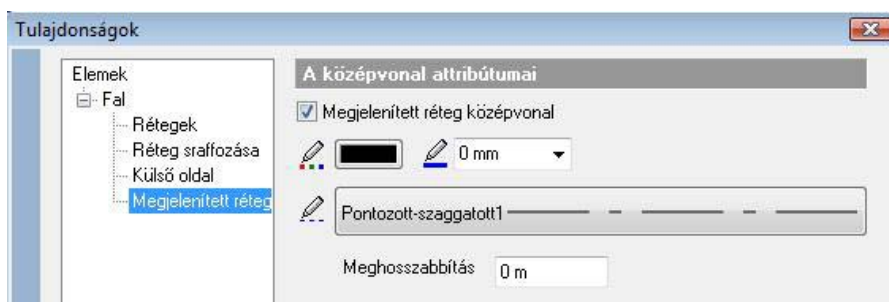 Tulajdonságok
Elemek
Fal
Rétegek
Réteg sraffozása
Külső oldal
Megjelenített réteg
A középvonal attribútumai
Megjelenített réteg középvonal
0 mm
Pontozott-szaggatott1
Meghosszabbítás
0 m